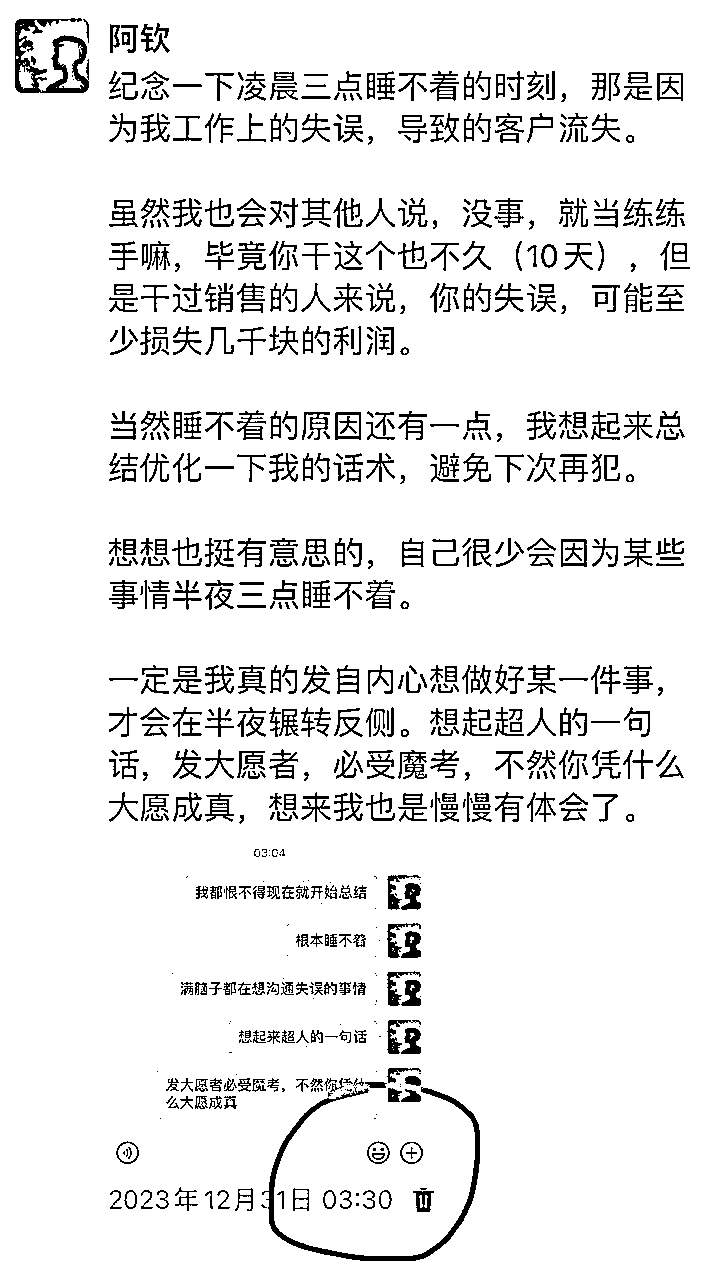 阿钦
纪念一下凌晨三点睡不着的时刻，那是因
为我工作上的失误，导致的客户流失。
虽然我也会对其他人说，没事，就当练练
手嘛，毕竟你干这个也不久（10天），但
是干过销售的人来说，你的失误，可能至
少损失几千块的利润。
当然睡不着的原因还有一点，我想起来总
结优化一下我的话术，避免下次再犯。
想想也挺有意思的，自己很少会因为某些
事情半夜三点睡不着。
一定是我真的发自内心想做好某一件事，
才会在半夜辗转反侧。想起超人的一句
话，发大愿者，必受魔考，不然你凭什么
大愿成真，想来我也是慢慢有体会了。
03:04
我都恨不得现在就开始总结
根本睡不着
满脑子都在想沟通失误的事情
想起来超人的一句话
发大愿者必受魔考，不然你凭什
么大愿成真
2023年12月31日 03:30